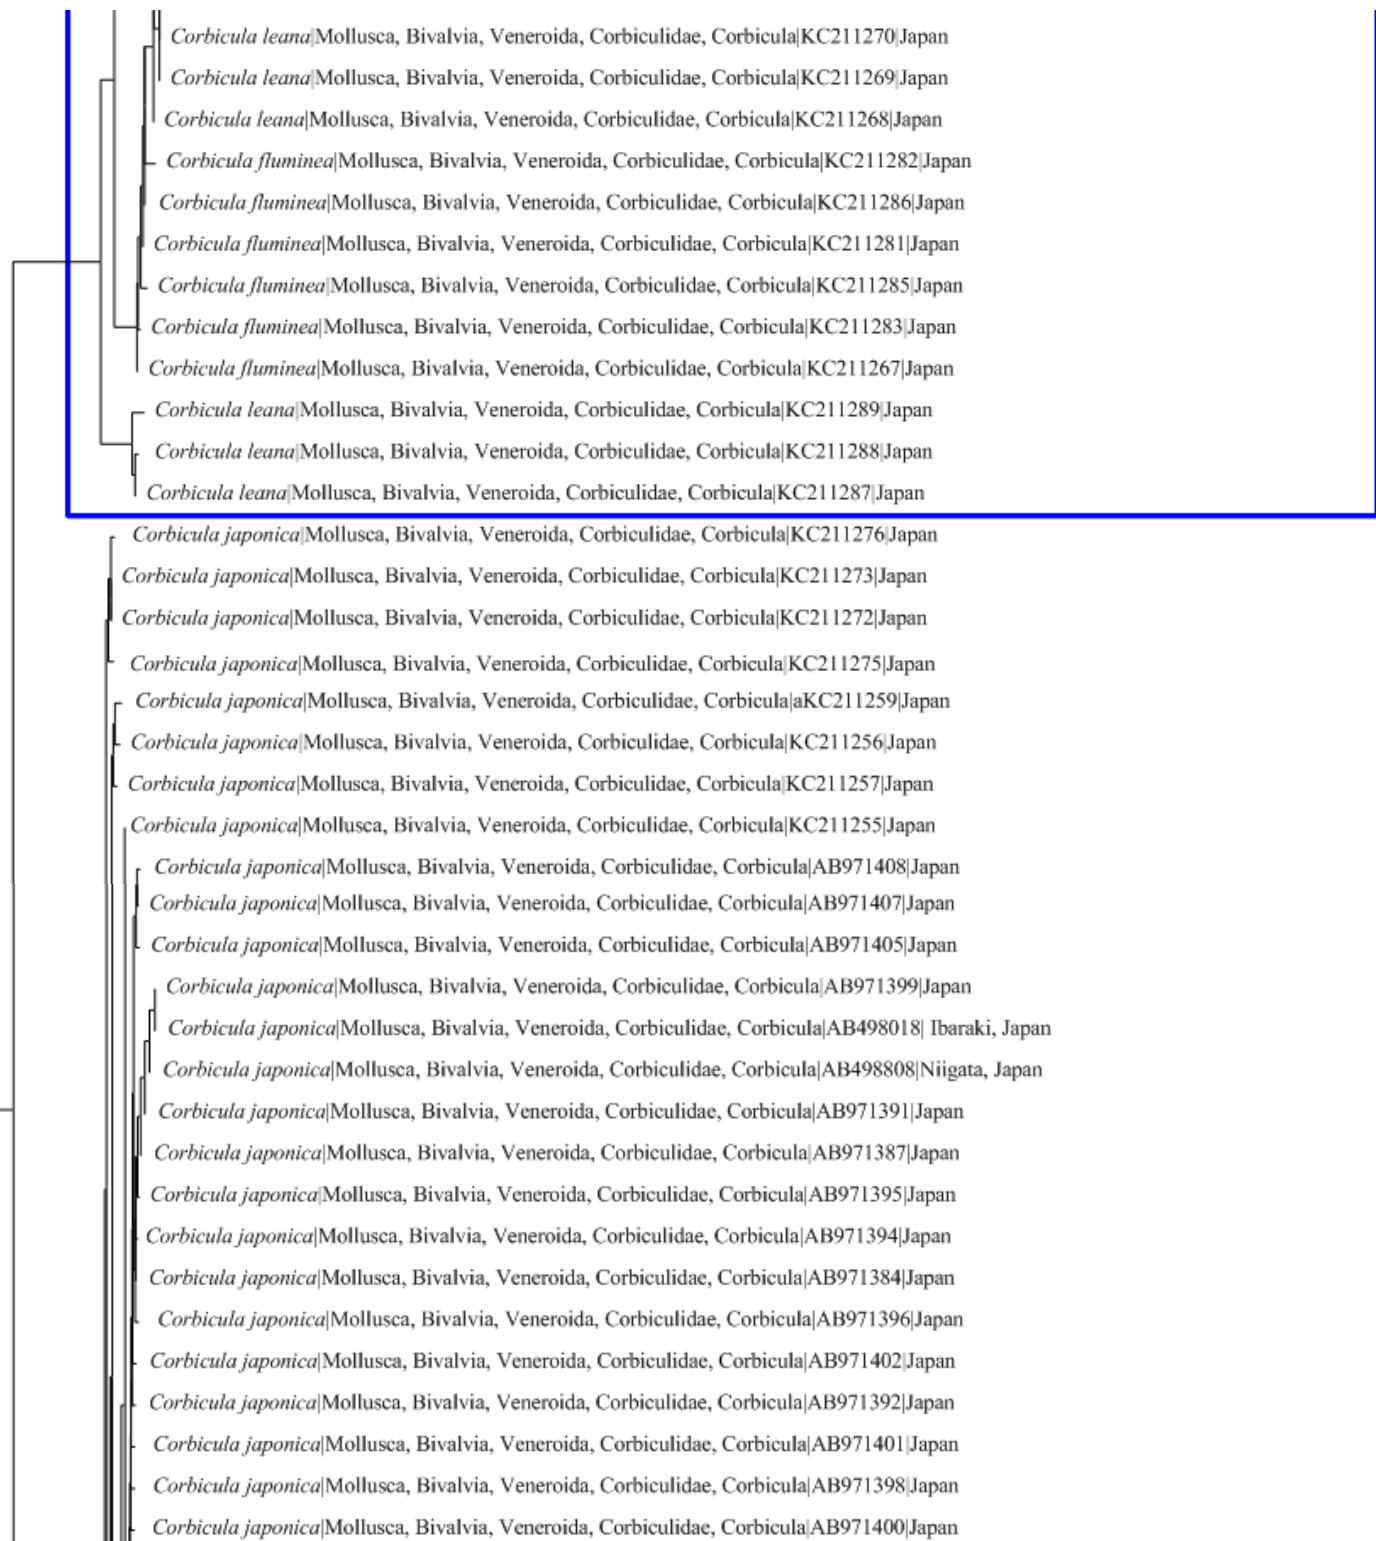 Corbicula leana|Mollusca, Bivalvia, Veneroida, Corbiculidae, Corbicula|KC211270|Japan
Corbicula leana|Mollusca, Bivalvia, Veneroida, Corbiculidae, Corbicula|KC211269|Japan
Corbicula leana|Mollusca, Bivalvia, Veneroida, Corbiculidae, Corbicula|KC211268|Japan
Corbicula fluminea|Mollusca, Bivalvia, Veneroida, Corbiculidae, Corbicula|KC211282|Japan
Corbicula fluminea|Mollusca, Bivalvia, Veneroida, Corbiculidae, Corbicula|KC211286|Japan
Corbicula fluminea|Mollusca, Bivalvia, Veneroida, Corbiculidae, Corbicula|KC211281|Japan
Corbicula fluminea|Mollusca, Bivalvia, Veneroida, Corbiculidae, Corbicula|KC211285|Japan
Corbicula fluminea|Mollusca, Bivalvia, Veneroida, Corbiculidae, Corbicula|KC211283|Japan
Corbicula fluminea|Mollusca, Bivalvia, Veneroida, Corbiculidae, Corbicula|KC211267|Japan
Corbicula leana|Mollusca, Bivalvia, Veneroida, Corbiculidae, Corbicula|KC211289|Japan
Corbicula leana|Mollusca, Bivalvia, Veneroida, Corbiculidae, Corbicula|KC211288|Japan
Corbicula leana|Mollusca, Bivalvia, Veneroida, Corbiculidae, Corbicula|KC211287|Japan
Corbicula japonica|Mollusca, Bivalvia, Veneroida, Corbiculidae, Corbicula|KC211276|Japan
Corbicula japonica|Mollusca, Bivalvia, Veneroida, Corbiculidae, Corbicula|KC211273|Japan
Corbicula japonica|Mollusca, Bivalvia, Veneroida, Corbiculidae, Corbicula|KC211272|Japan
Corbicula japonica|Mollusca, Bivalvia, Veneroida, Corbiculidae, Corbicula|KC211275|Japan
Corbicula japonica|Mollusca, Bivalvia, Veneroida, Corbiculidae, Corbicula|aKC211259|Japan
Corbicula japonica|Mollusca, Bivalvia, Veneroida, Corbiculidae, Corbicula|KC211256|Japan
Corbicula japonica|Mollusca, Bivalvia, Veneroida, Corbiculidae, Corbicula|KC211257|Japan
Corbicula japonica|Mollusca, Bivalvia, Veneroida, Corbiculidae, Corbicula|KC211255|Japan
Corbicula japonica|Mollusca, Bivalvia, Veneroida, Corbiculidae, Corbicula|AB971408|Japan
Corbicula japonica|Mollusca, Bivalvia, Veneroida, Corbiculidae, Corbicula|AB971407|Japan
Corbicula japonica|Mollusca, Bivalvia, Veneroida, Corbiculidae, Corbicula|AB971405|Japan
Corbicula japonica|Mollusca, Bivalvia, Veneroida, Corbiculidae, Corbicula|AB971399|Japan
Corbicula japonica|Mollusca, Bivalvia, Veneroida, Corbiculidae, Corbicula|AB498018| Ibaraki, Japan
Corbicula japonica|Mollusca, Bivalvia, Veneroida, Corbiculidae, Corbicula|AB498808|Niigata, Japan
Corbicula japonica|Mollusca, Bivalvia, Veneroida, Corbiculidae, Corbicula|AB971391|Japan
Corbicula japonica|Mollusca, Bivalvia, Veneroida, Corbiculidae, Corbicula|AB971387|Japan
Corbicula japonica|Mollusca, Bivalvia, Veneroida, Corbiculidae, Corbicula|AB971395|Japan
Corbicula japonica|Mollusca, Bivalvia, Veneroida, Corbiculidae, Corbicula|AB971394|Japan
Corbicula japonica|Mollusca, Bivalvia, Veneroida, Corbiculidae, Corbicula|AB971384|Japan
Corbicula japonica|Mollusca, Bivalvia, Veneroida, Corbiculidae, Corbicula|AB971396|Japan
Corbicula japonica|Mollusca, Bivalvia, Veneroida, Corbiculidae, Corbicula|AB971402|Japan
Corbicula japonica|Mollusca, Bivalvia, Veneroida, Corbiculidae, Corbicula|AB971392|Japan
Corbicula japonica|Mollusca, Bivalvia, Veneroida, Corbiculidae, Corbicula|AB971401|Japan
Corbicula japonica|Mollusca, Bivalvia, Veneroida, Corbiculidae, Corbicula|AB971398|Japan
Corbicula japonica|Mollusca, Bivalvia, Veneroida, Corbiculidae, Corbicula|AB971400|Japan